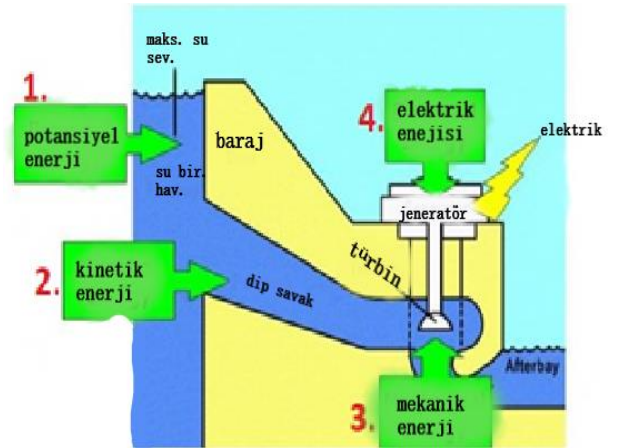 maks. su
sev.
1.
potansiyel
enerji
baraj
4.
elektrik
enejisi
elektrik
su bir.
hav.
jeneratör
türbin
2.
kinetik
enerji
dip savak
Afterbay
3.
mekanik
enerji